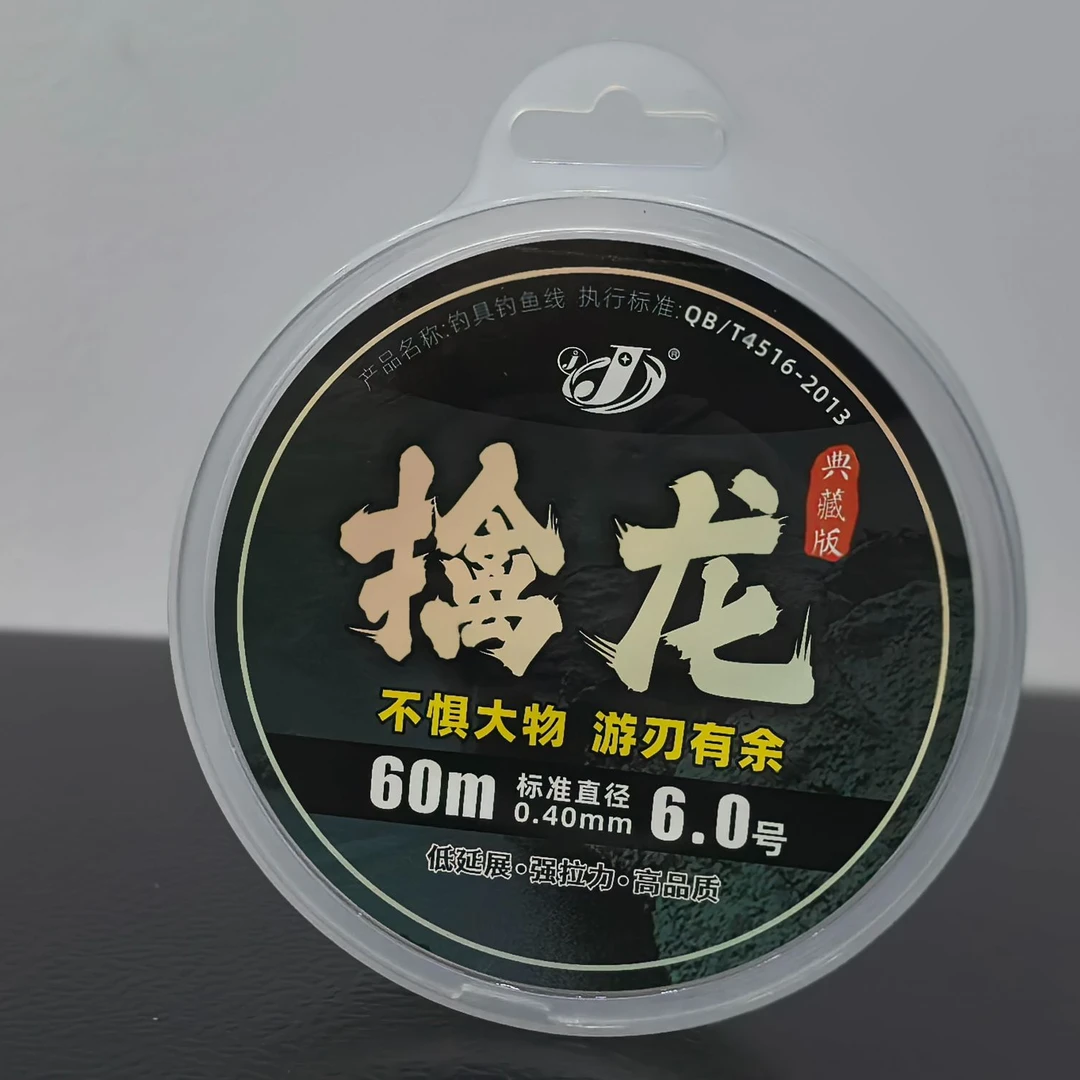 产品名称:钓具钓鱼线 执行标准:QB/T4516-2013
J ®
擒龙
典藏版
不惧大物 游刃有余
60m 标准直径 0.40mm 6.0号
低延展·强拉力·高品质